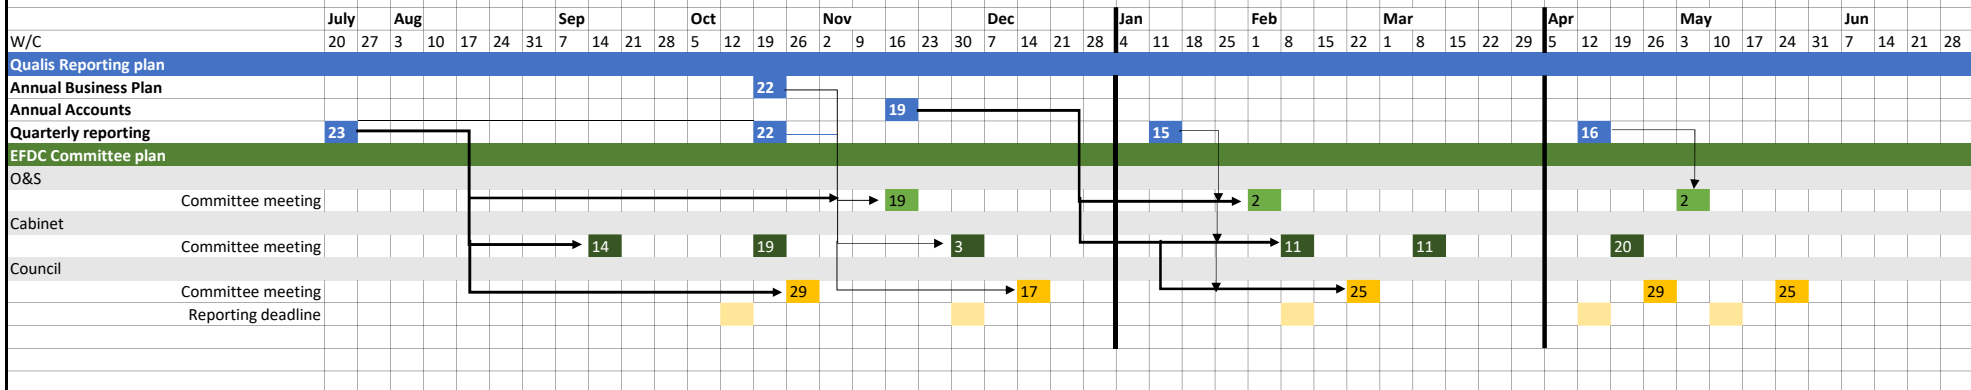 July Aug Sep Oct Nov Dec Jan Feb Mar Apr May Jun
W/C 20 27 3 10 17 24 31 7 14 21 28 5 12 19 26 2 9 16 23 30 7 14 21 28 4 11 18 25 1 8 15 22 1 8 15 22 29 5 12 19 26 3 10 17 24 31 7 14 21 28
Qualis Reporting plan
Annual Business Plan 22
Annual Accounts 19
Quarterly reporting 23 22 15 16
EFDC Committee plan
O&S
Committee meeting 19 2 2
Cabinet
Committee meeting 14 19 3 11 11 20
Council
Committee meeting 29 17 25 29 25
Reporting deadline